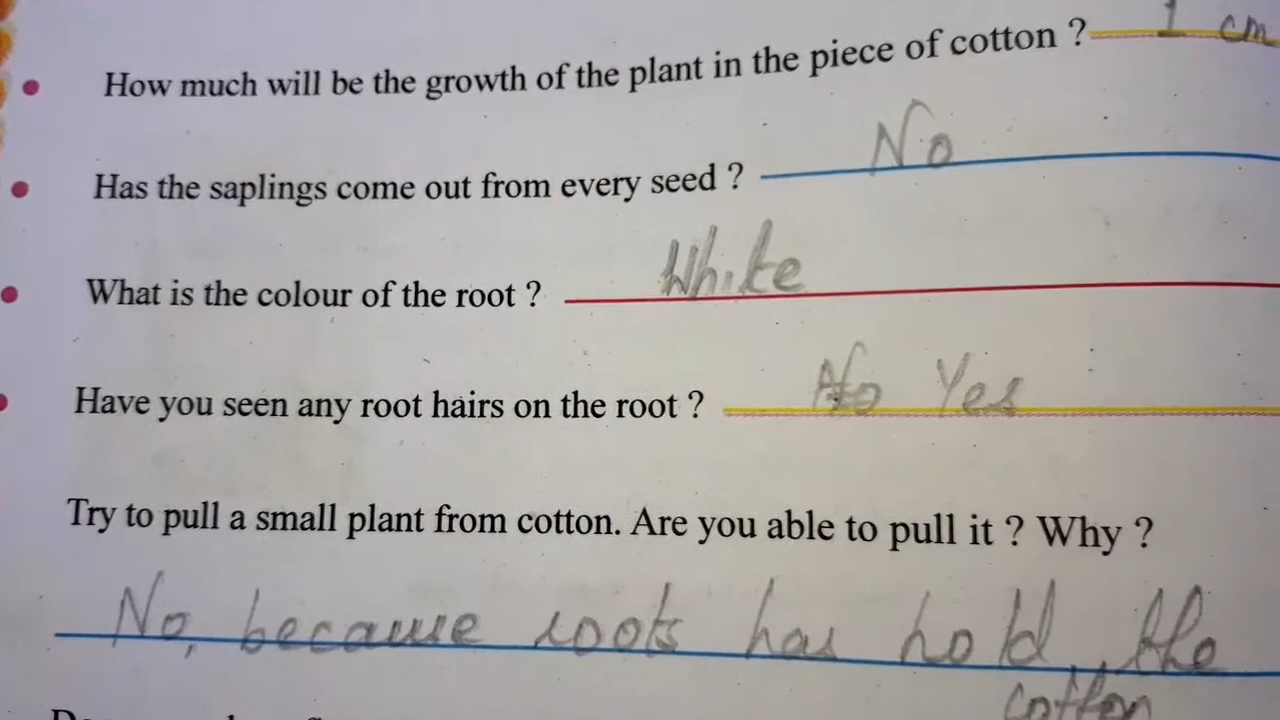 How much will be the growth of the plant in the piece of cotton ? 1 cm
Has the saplings come out from every seed ? No
What is the colour of the root ? White
Have you seen any root hairs on the root ? No Yes
Try to pull a small plant from cotton. Are you able to pull it ? Why ?
No, because roots has hold the
cotton